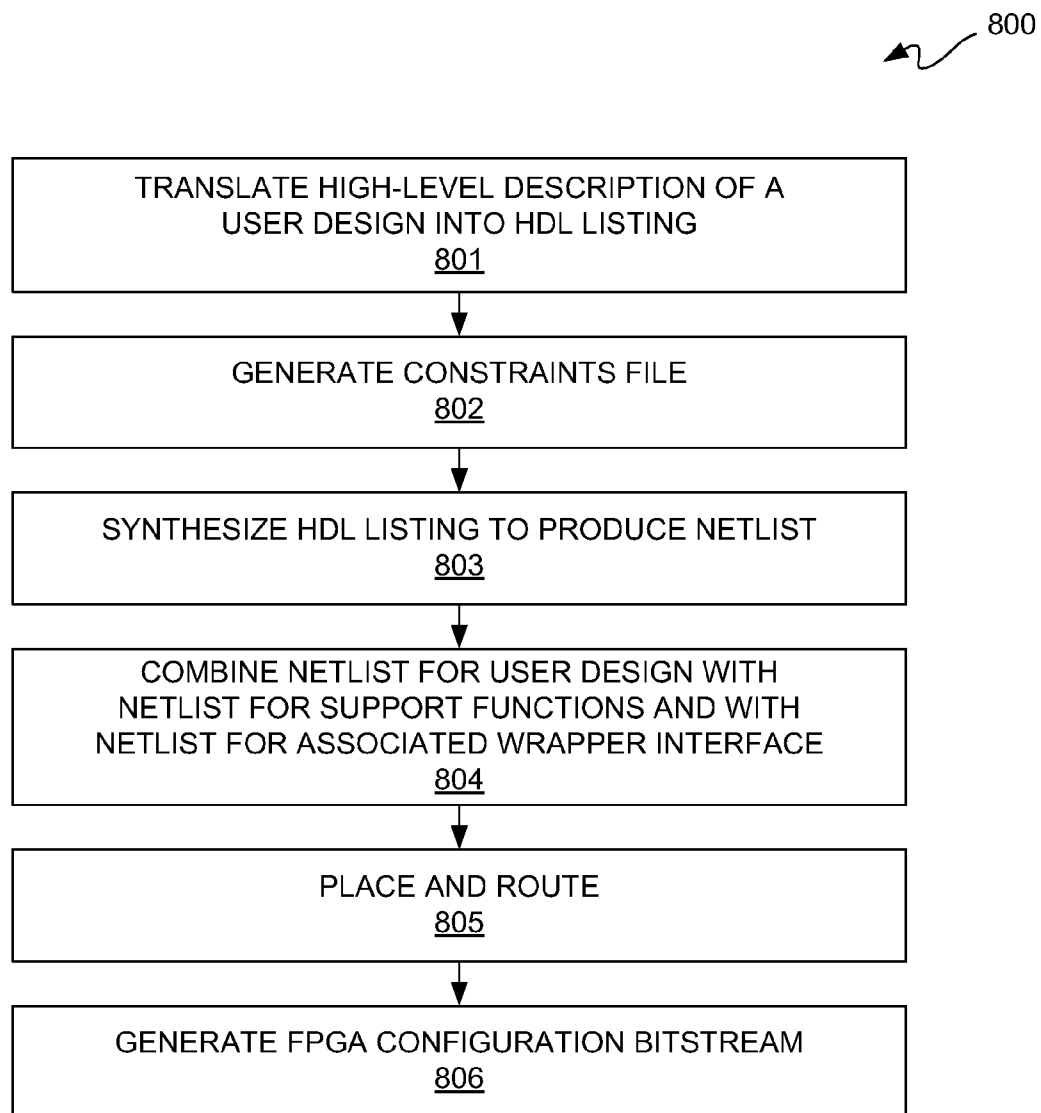 800
TRANSLATE HIGH-LEVEL DESCRIPTION OF A
USER DESIGN INTO HDL LISTING
801
GENERATE CONSTRAINTS FILE
802
SYNTHESIZE HDL LISTING TO PRODUCE NETLIST
803
COMBINE NETLIST FOR USER DESIGN WITH
NETLIST FOR SUPPORT FUNCTIONS AND WITH
NETLIST FOR ASSOCIATED WRAPPER INTERFACE
804
PLACE AND ROUTE
805
GENERATE FPGA CONFIGURATION BITSTREAM
806